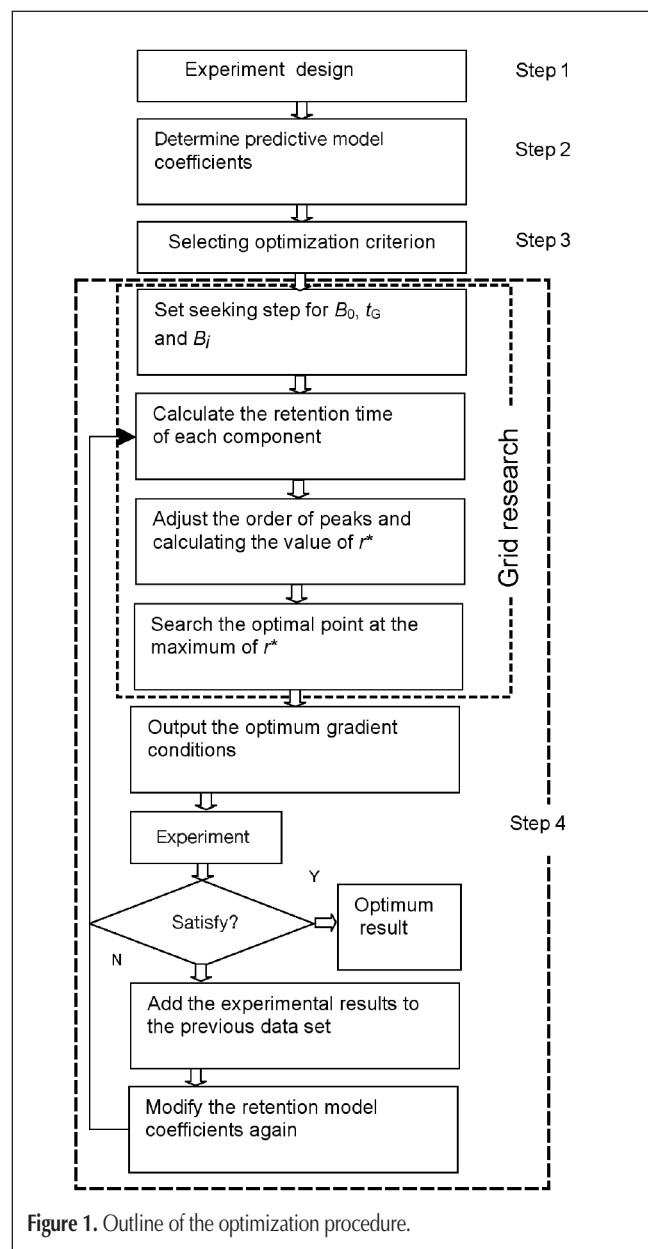 Experiment design
Step 1
Determine predictive model
coefficients
Step 2
Selecting optimization criterion
Step 3
Set seeking step for B0, tG
and Bi
Calculate the retention time
of each component
Adjust the order of peaks and
calculating the value of r*
Search the optimal point at the
maximum of r*
Grid research
Output the optimum gradient
conditions
Step 4
Experiment
Satisfy?
Y
Optimum
result
N
Add the experimental results to
the previous data set
Modify the retention model
coefficients again
Figure 1. Outline of the optimization procedure.